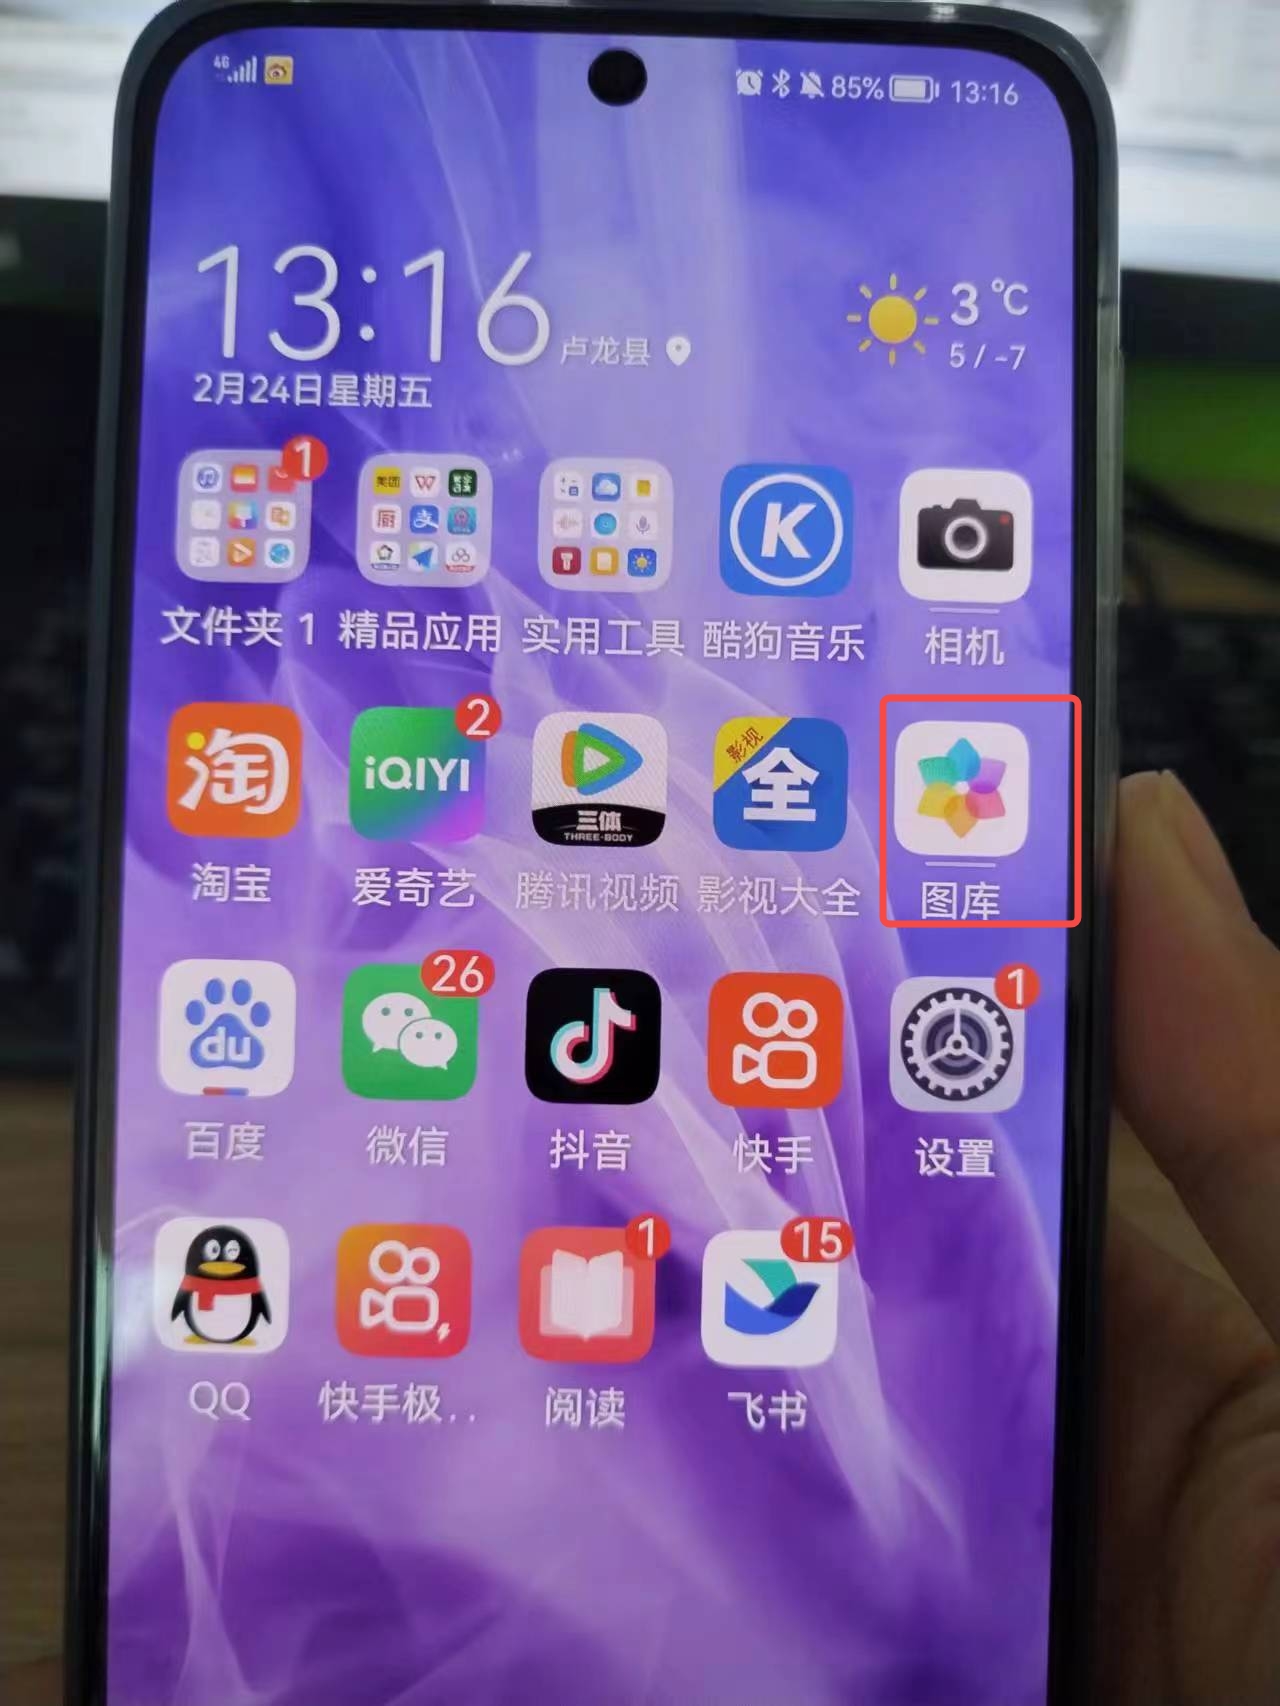 4G 85% 13:16
13:16 卢龙县 3℃
5 / -7
2月24日星期五
1
美团
文件夹 1 精品应用 实用工具 酷狗音乐 相机
K
2
影视
淘 iQIYI 全
三体
THREE-BODY
淘宝 爱奇艺 腾讯视频 影视大全 图库
26 1
du
百度 微信 抖音 快手 设置
1 15
QQ 快手极... 阅读 飞书